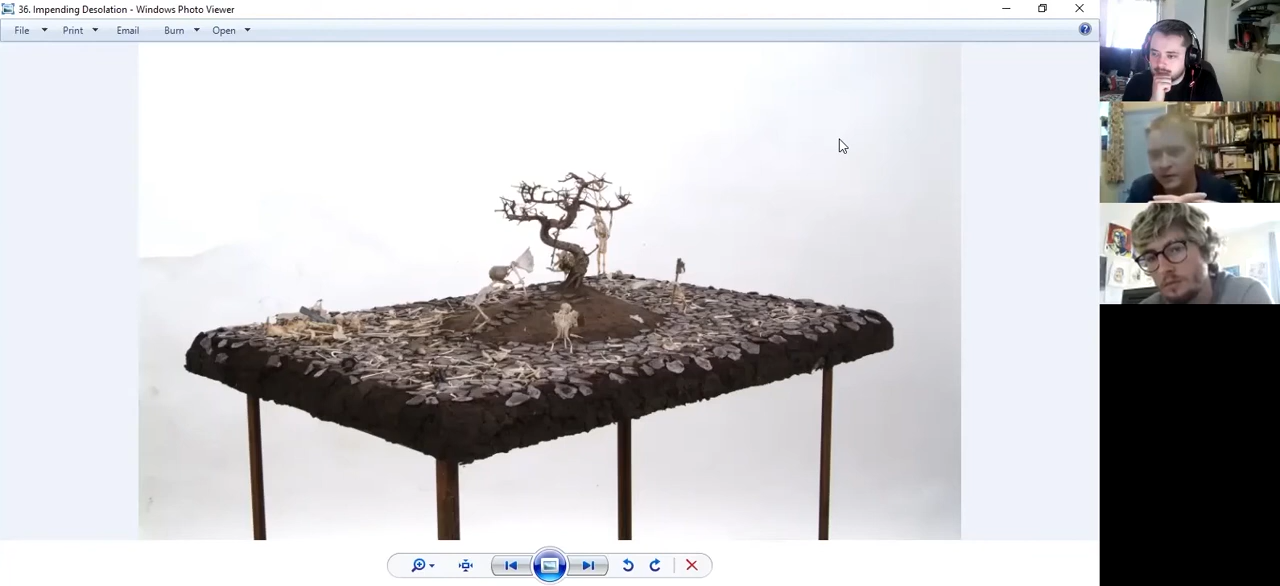 36. Impending Desolation - Windows Photo Viewer
File Print Email Burn Open